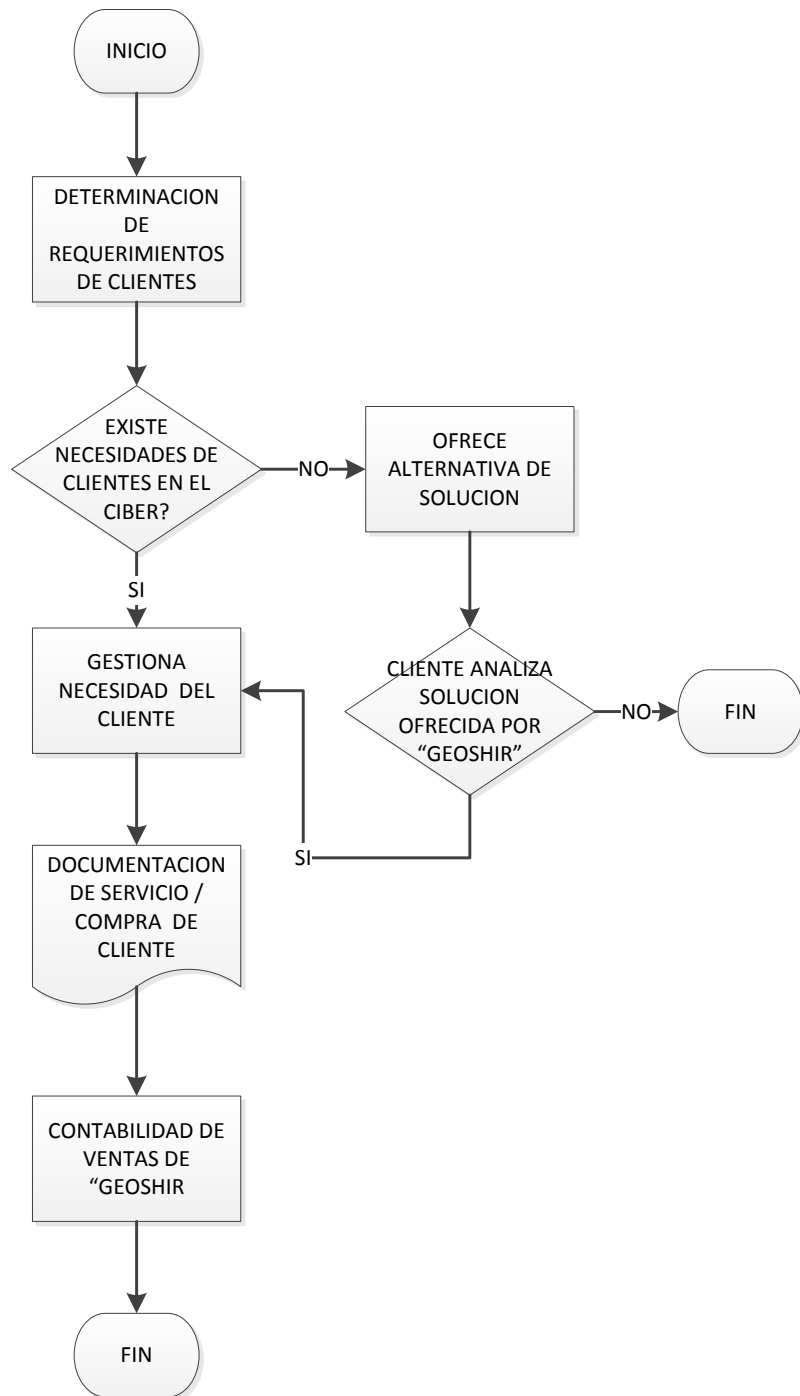 INICIO
DETERMINACION
DE
REQUERIMIENTOS
DE CLIENTES
EXISTE
NECESIDADES DE
CLIENTES EN EL
CIBER?
NO
OFRECE
ALTERNATIVA DE
SOLUCION
SI
GESTIONA
NECESIDAD DEL
CLIENTE
CLIENTE ANALIZA
SOLUCION
OFRECIDA POR
“GEOSHIR”
NO
FIN
SI
DOCUMENTACION
DE SERVICIO /
COMPRA DE
CLIENTE
CONTABILIDAD DE
VENTAS DE
“GEOSHIR
FIN